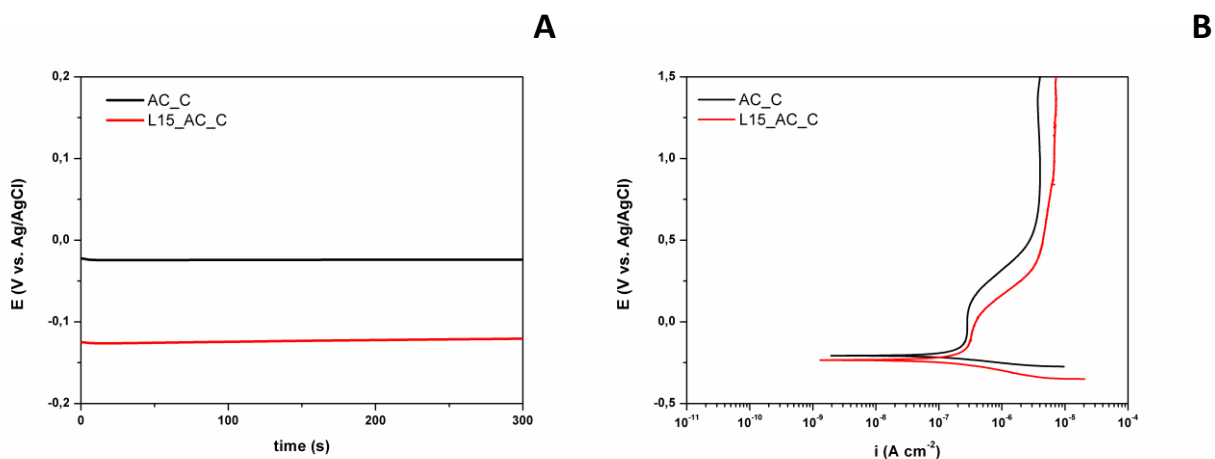 A
0,2
0,1
0,0
-0,1
-0,2
E (V vs. Ag/AgCl)
AC_C
L15_AC_C
0
100
200
300
time (s)
B
1,5
1,0
0,5
0,0
-0,5
E (V vs. Ag/AgCl)
AC_C
L15_AC_C
10⁻¹¹
10⁻¹⁰
10⁻⁹
10⁻⁸
10⁻⁷
10⁻⁶
10⁻⁵
10⁻⁴
i (A cm⁻²)